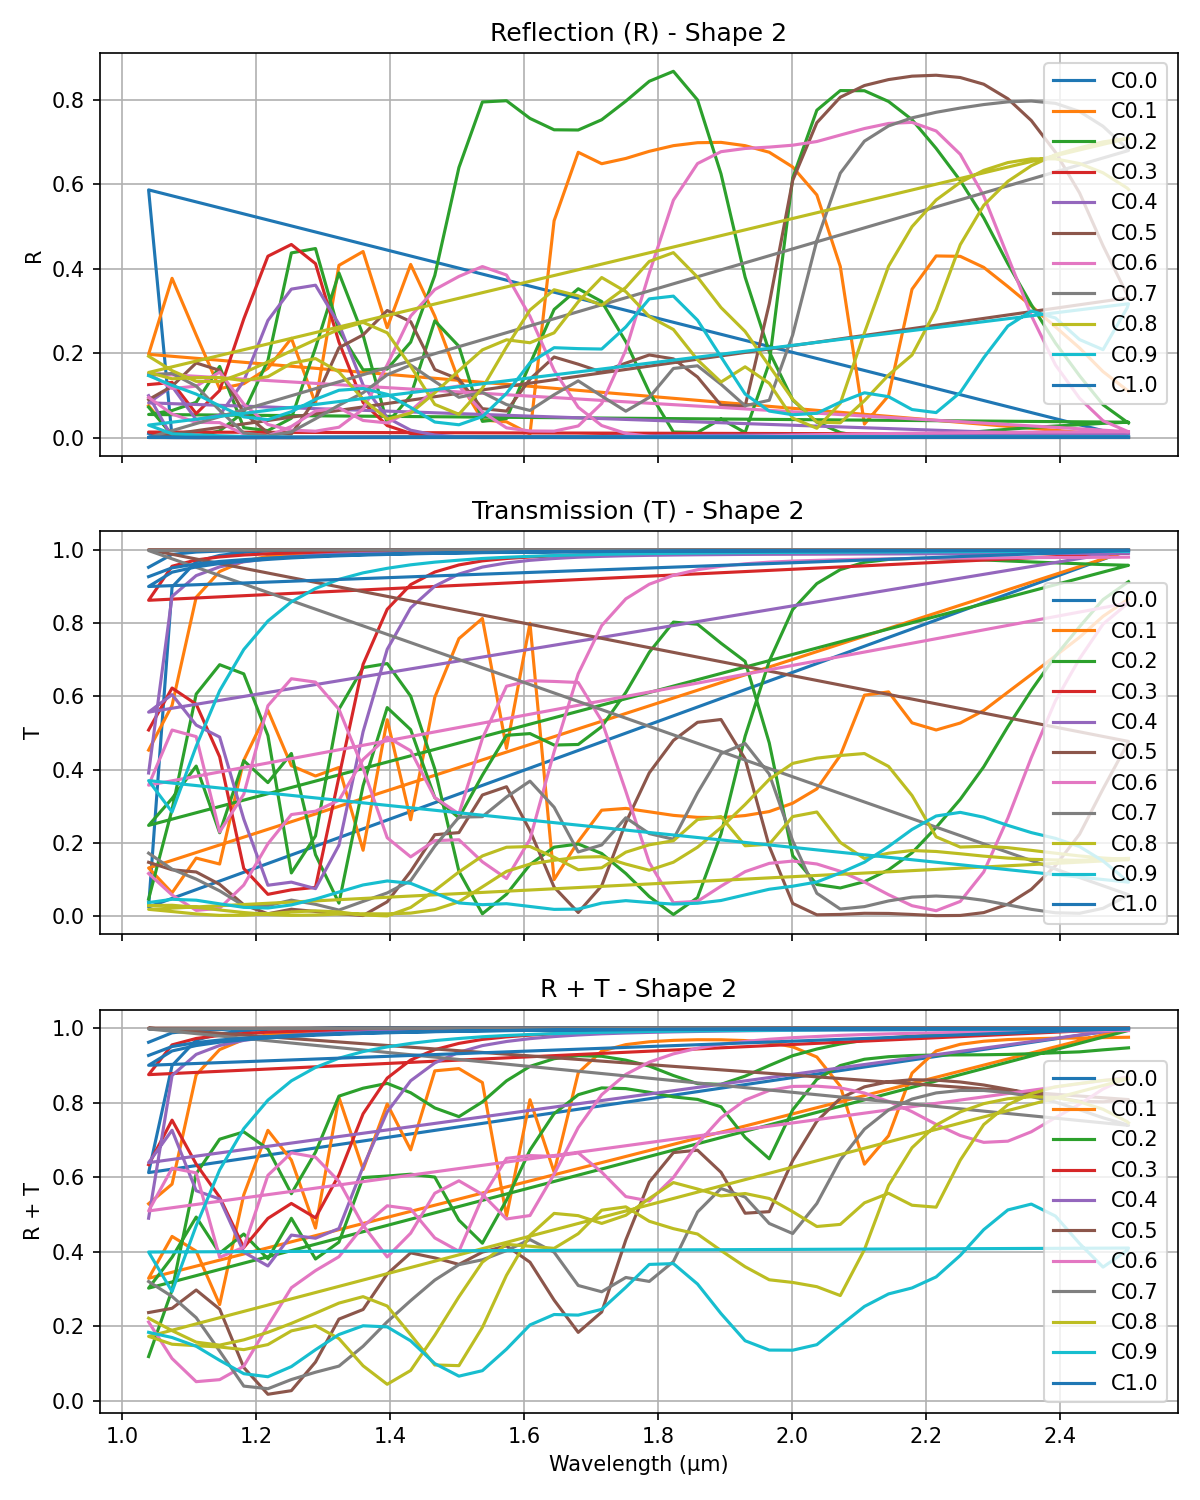 Reflection (R) - Shape 2
0.8
0.6
0.4
0.2
0.0
R
C0.0
C0.1
C0.2
C0.3
C0.4
C0.5
C0.6
C0.7
C0.8
C0.9
C1.0
Transmission (T) - Shape 2
1.0
0.8
0.6
0.4
0.2
0.0
T
C0.0
C0.1
C0.2
C0.3
C0.4
C0.5
C0.6
C0.7
C0.8
C0.9
C1.0
R + T - Shape 2
1.0
0.8
0.6
0.4
0.2
0.0
R + T
C0.0
C0.1
C0.2
C0.3
C0.4
C0.5
C0.6
C0.7
C0.8
C0.9
C1.0
1.0 1.2 1.4 1.6 1.8 2.0 2.2 2.4
Wavelength (μm)